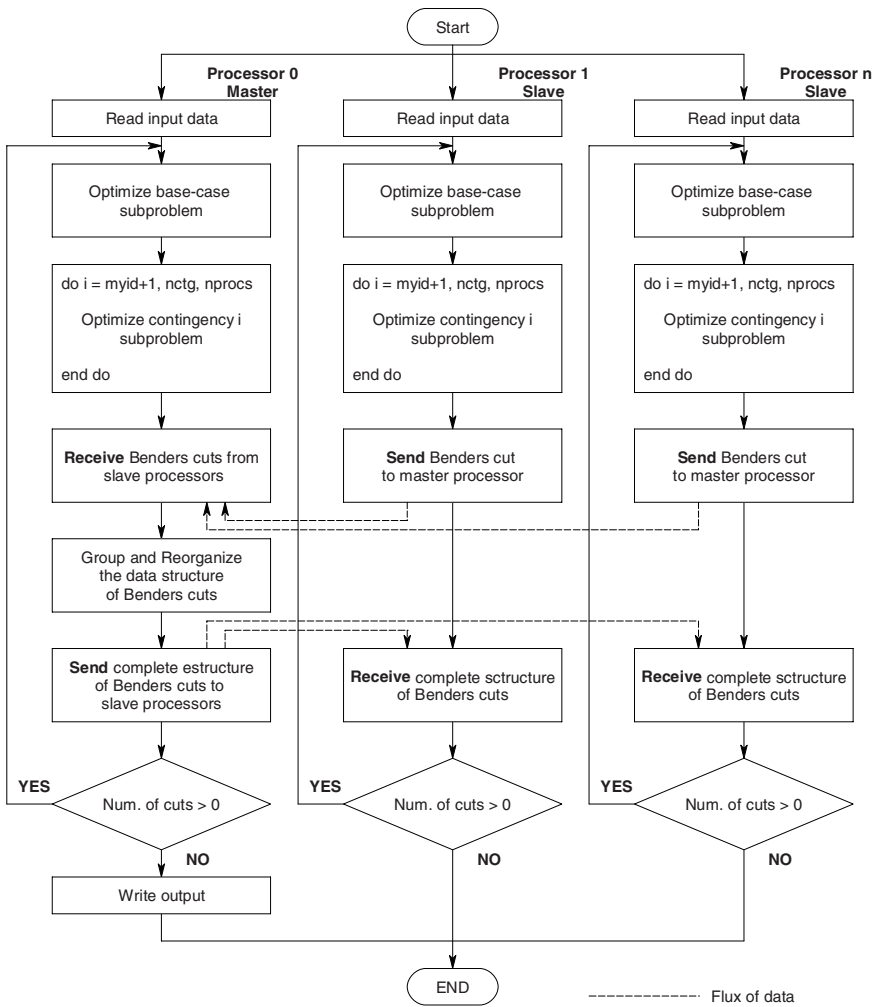 Start
Processor 0
Master
Processor 1
Slave
Processor n
Slave
Read input data
Read input data
Read input data
Optimize base-case
subproblem
Optimize base-case
subproblem
Optimize base-case
subproblem
do i = myid+1, nctg, nprocs
Optimize contingency i
subproblem
end do
do i = myid+1, nctg, nprocs
Optimize contingency i
subproblem
end do
do i = myid+1, nctg, nprocs
Optimize contingency i
subproblem
end do
Receive Benders cuts from
slave processors
Send Benders cut
to master processor
Send Benders cut
to master processor
Group and Reorganize
the data structure
of Benders cuts
Send complete estructure
of Benders cuts to
slave processors
Receive complete sctructure
of Benders cuts
Receive complete sctructure
of Benders cuts
YES
Num. of cuts > 0
NO
YES
Num. of cuts > 0
NO
YES
Num. of cuts > 0
NO
Write output
END
Flux of data